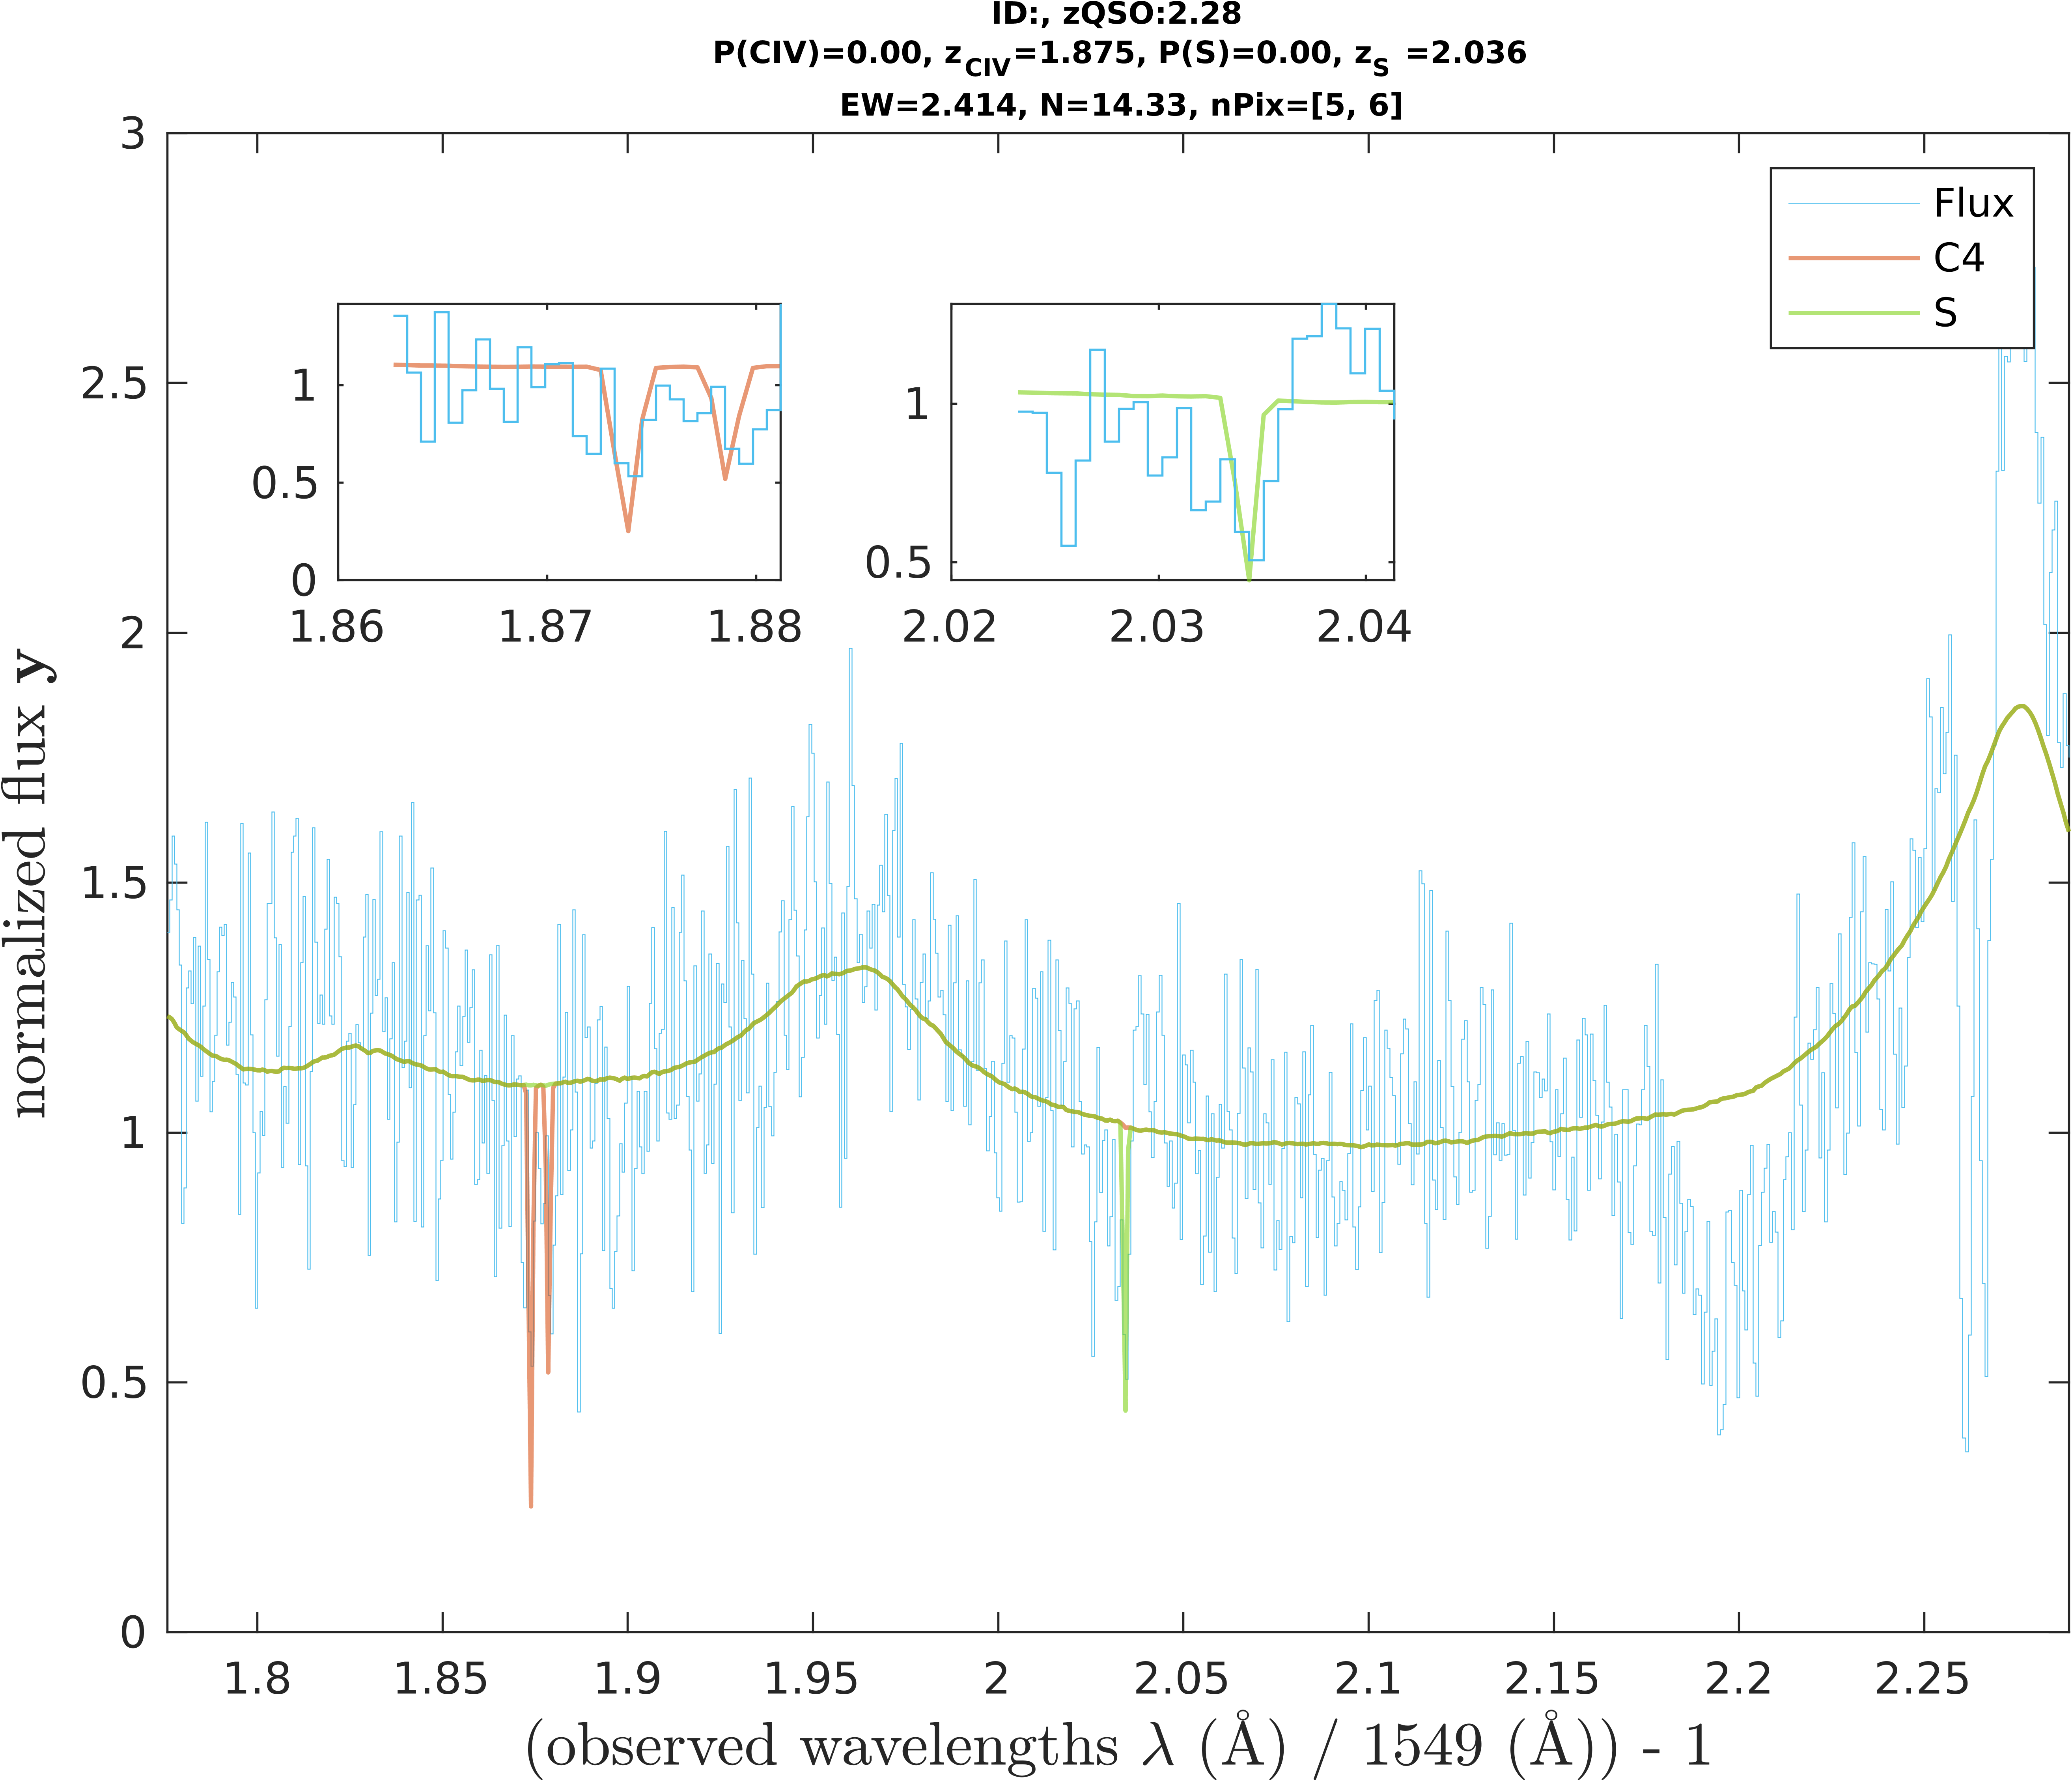 ID:, zQSO:2.28
P(CIV)=0.00, z_CIV=1.875, P(S)=0.00, z_S =2.036
EW=2.414, N=14.33, nPix=[5, 6]
3
2.5
2
1.5
1
0.5
0
normalized flux y
Flux
C4
S
1
0.5
0
1.86 1.87 1.88
1
0.5
2.02 2.03 2.04
1.8 1.85 1.9 1.95 2 2.05 2.1 2.15 2.2 2.25
(observed wavelengths λ (Å) / 1549 (Å)) - 1